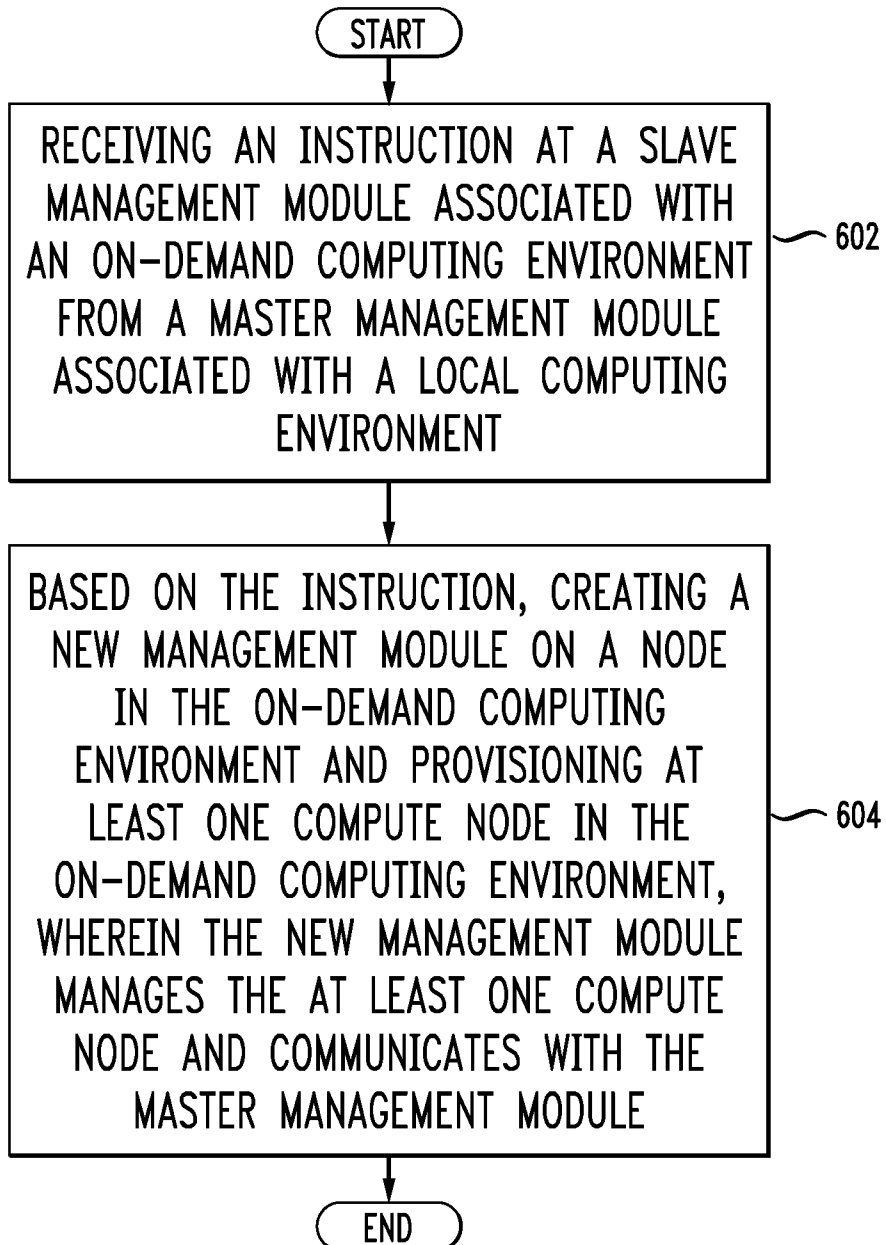 START
RECEIVING AN INSTRUCTION AT A SLAVE
MANAGEMENT MODULE ASSOCIATED WITH
AN ON-DEMAND COMPUTING ENVIRONMENT
FROM A MASTER MANAGEMENT MODULE
ASSOCIATED WITH A LOCAL COMPUTING
ENVIRONMENT
602
BASED ON THE INSTRUCTION, CREATING A
NEW MANAGEMENT MODULE ON A NODE
IN THE ON-DEMAND COMPUTING
ENVIRONMENT AND PROVISIONING AT
LEAST ONE COMPUTE NODE IN THE
ON-DEMAND COMPUTING ENVIRONMENT,
WHEREIN THE NEW MANAGEMENT MODULE
MANAGES THE AT LEAST ONE COMPUTE
NODE AND COMMUNICATES WITH THE
MASTER MANAGEMENT MODULE
604
END